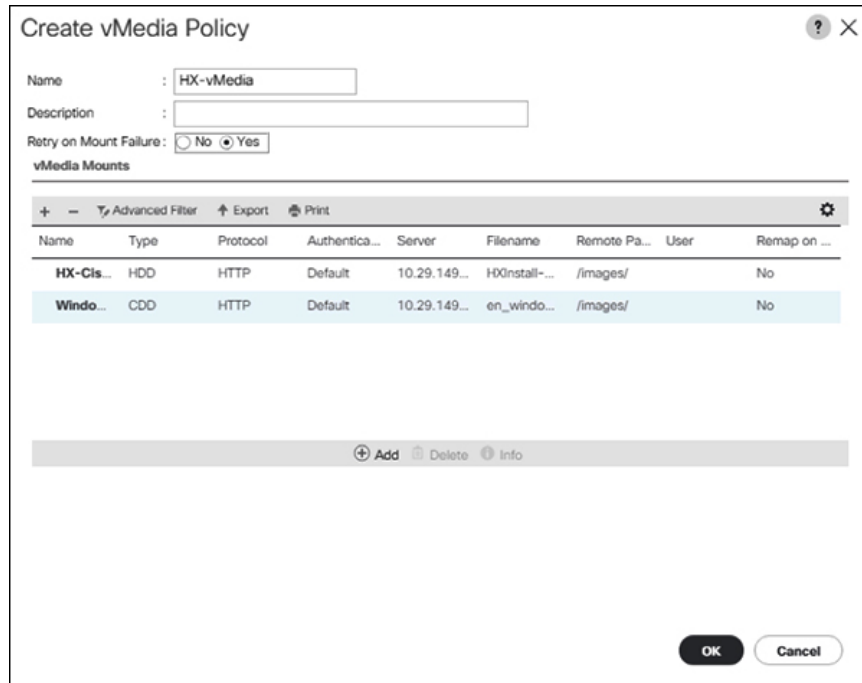 Create vMedia Policy
?
Name : HX-vMedia
Description :
Retry on Mount Failure : No Yes
vMedia Mounts
+ − Advanced Filter Export Print
Name Type Protocol Authentica... Server Filename Remote Pa... User Remap on ...
HX-Cis... HDD HTTP Default 10.29.149... HXInstall-... /images/ No
Windo... CDD HTTP Default 10.29.149... en_windo... /images/ No
Add Delete Info
OK Cancel